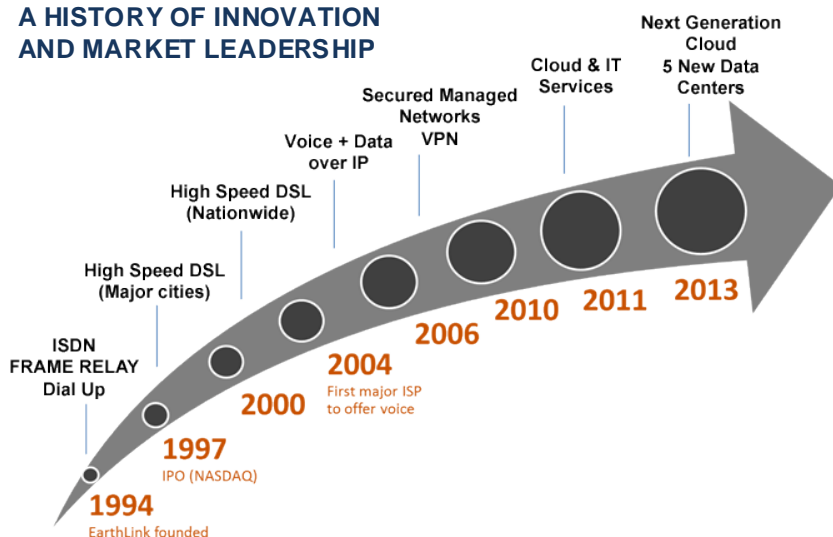 A HISTORY OF INNOVATION
AND MARKET LEADERSHIP
ISDN
FRAME RELAY
Dial Up
High Speed DSL
(Major cities)
High Speed DSL
(Nationwide)
Voice + Data
over IP
Secured Managed
Networks
VPN
Cloud & IT
Services
Next Generation
Cloud
5 New Data
Centers
1994
EarthLink founded
1997
IPO (NASDAQ)
2000
2004
First major ISP
to offer voice
2006
2010
2011
2013